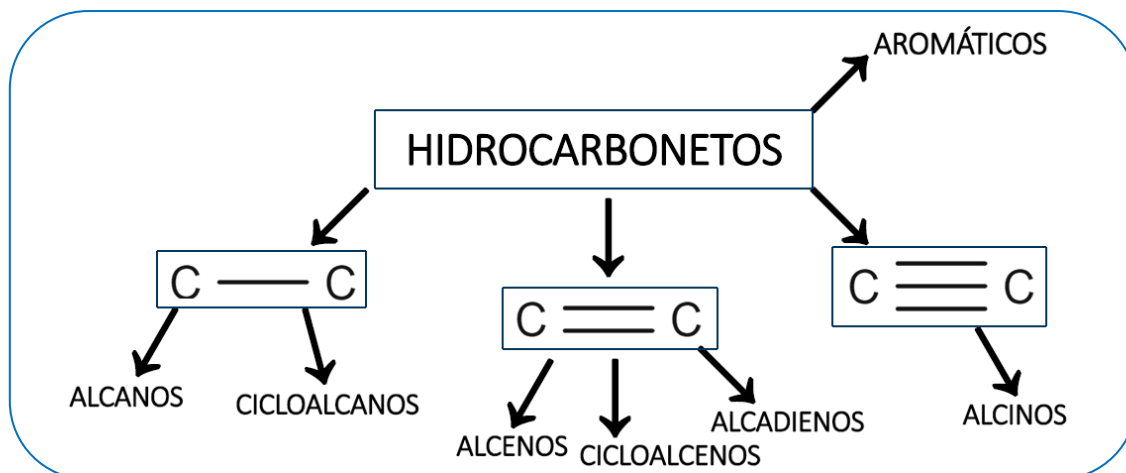 AROMÁTICOS
HIDROCARBONETOS
C C
C C
C C
ALCANOS
CICLOALCANOS
ALCENOS
CICLOALCENOS
ALCADIENOS
ALCINOS